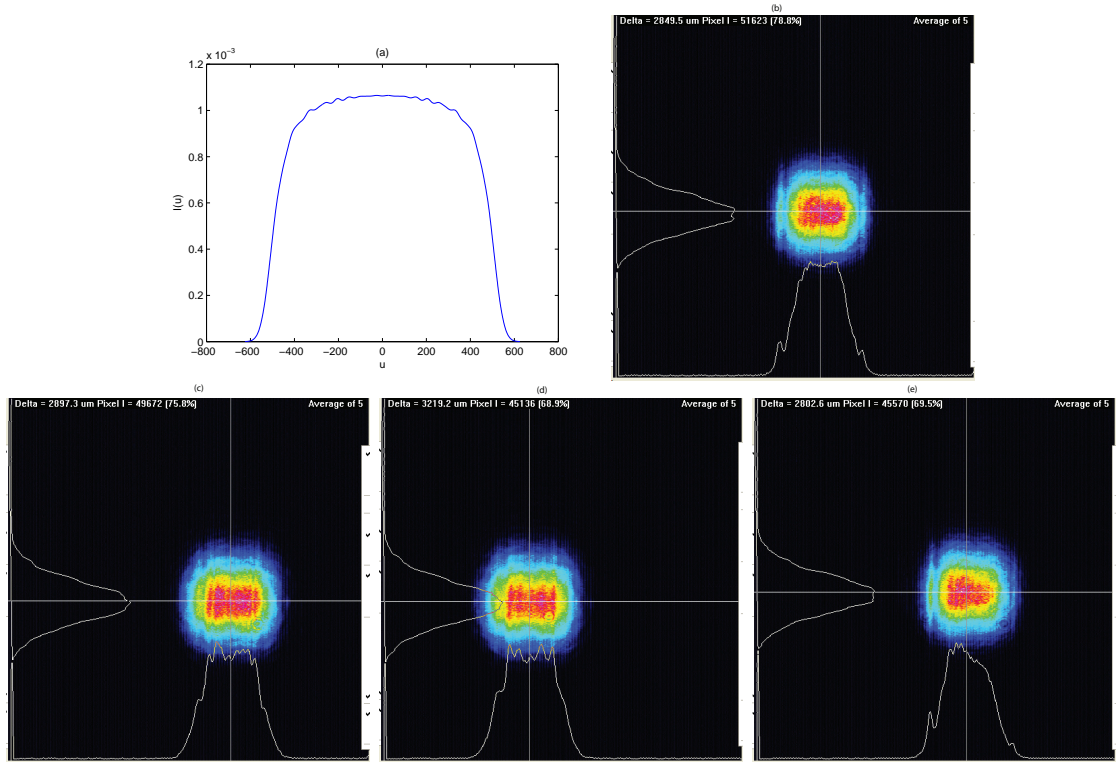 (a)
x 10⁻³
1.2
1
0.8
0.6
0.4
0.2
0
I(u)
−800 −600 −400 −200 0 200 400 600 800
u
(b)
Delta = 2849.5 um Pixel I = 51623 (78.8%) Average of 5
(c)
Delta = 2897.3 um Pixel I = 49672 (75.8%) Average of 5
(d)
Delta = 3219.2 um Pixel I = 45136 (68.9%) Average of 5
(e)
Delta = 2802.6 um Pixel I = 45570 (69.5%) Average of 5